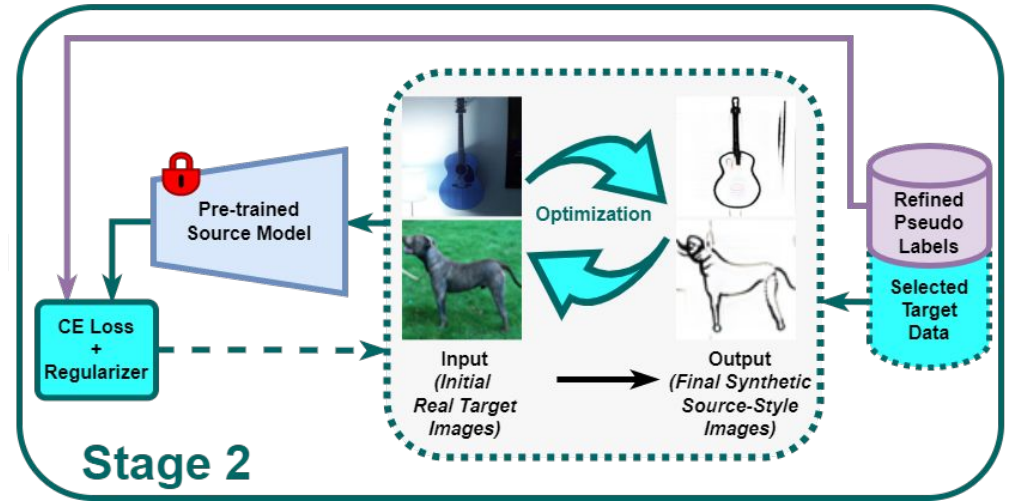 Pre-trained
Source Model
CE Loss
+
Regularizer
Optimization
Input
(Initial
Real Target
Images)
Output
(Final Synthetic
Source-Style
Images)
Refined
Pseudo
Labels
Selected
Target
Data
Stage 2